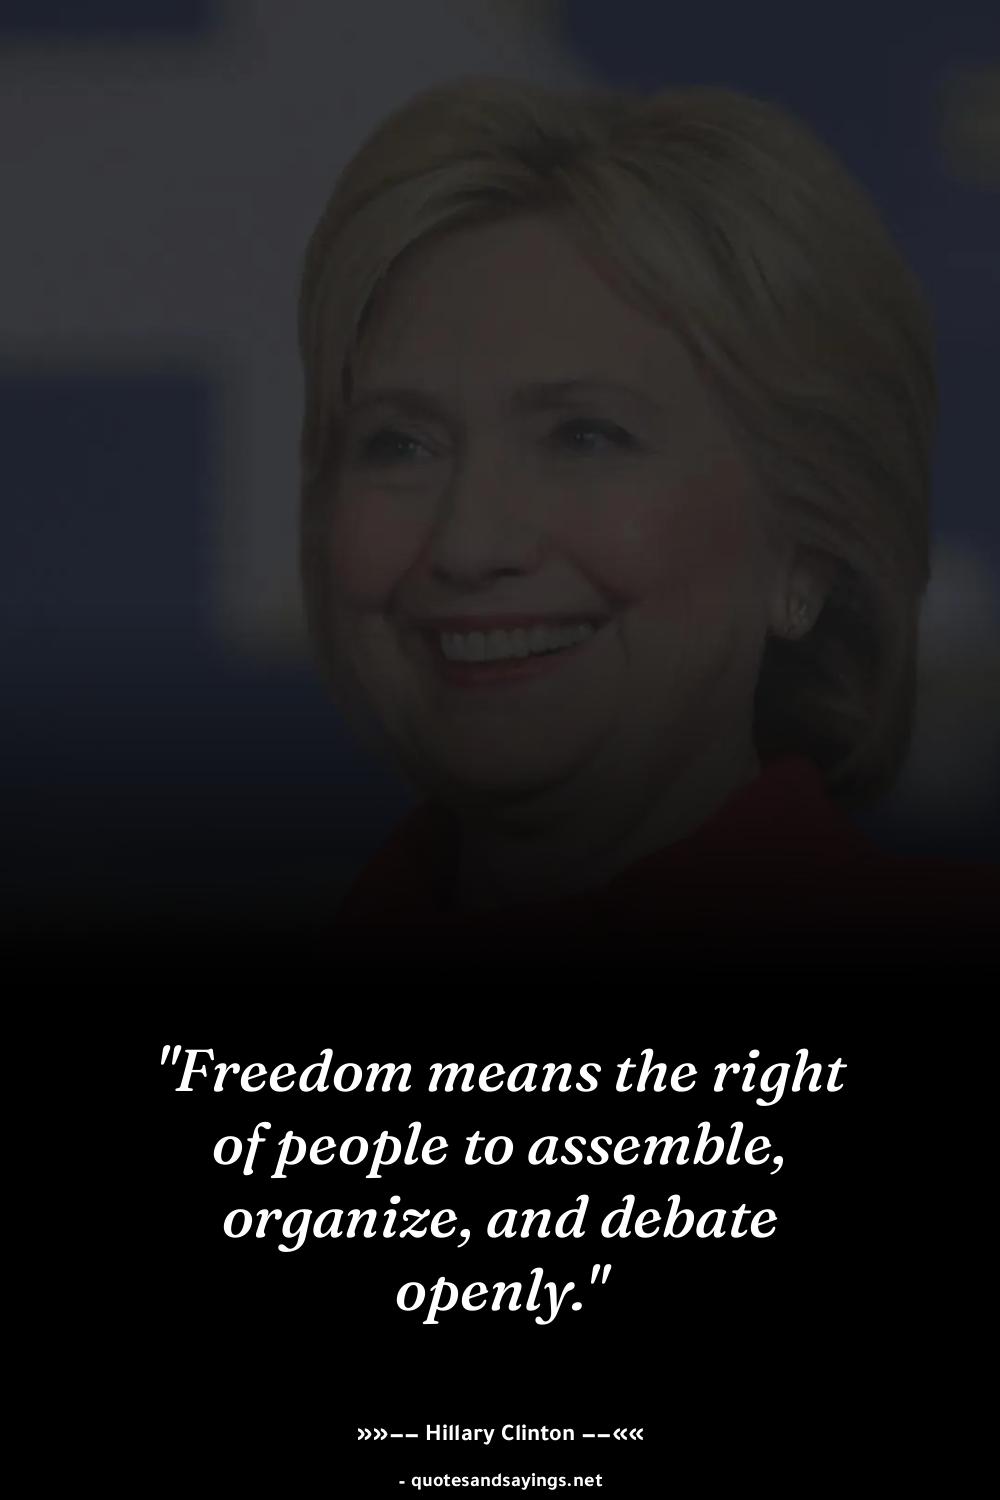 "Freedom means the right
of people to assemble,
organize, and debate
openly."
»»–– Hillary Clinton ––««
- quotesandsayings.net